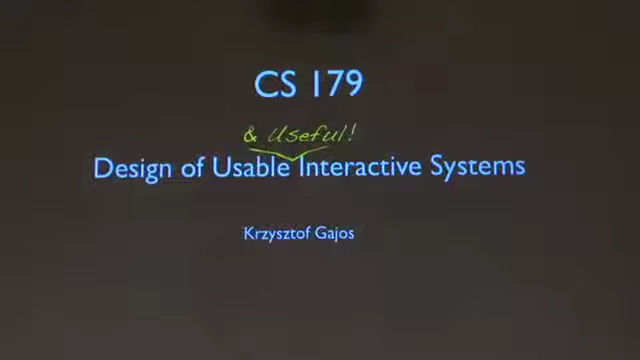 CS 179
& Useful!
Design of Usable Interactive Systems
Krzysztof Gajos